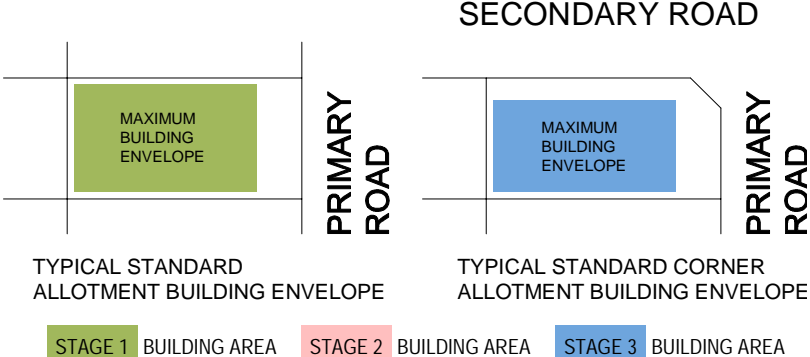 SECONDARY ROAD
MAXIMUM
BUILDING
ENVELOPE
PRIMARY
ROAD
MAXIMUM
BUILDING
ENVELOPE
PRIMARY
ROAD
TYPICAL STANDARD
ALLOTMENT BUILDING ENVELOPE
TYPICAL STANDARD CORNER
ALLOTMENT BUILDING ENVELOPE
STAGE 1 BUILDING AREA STAGE 2 BUILDING AREA STAGE 3 BUILDING AREA